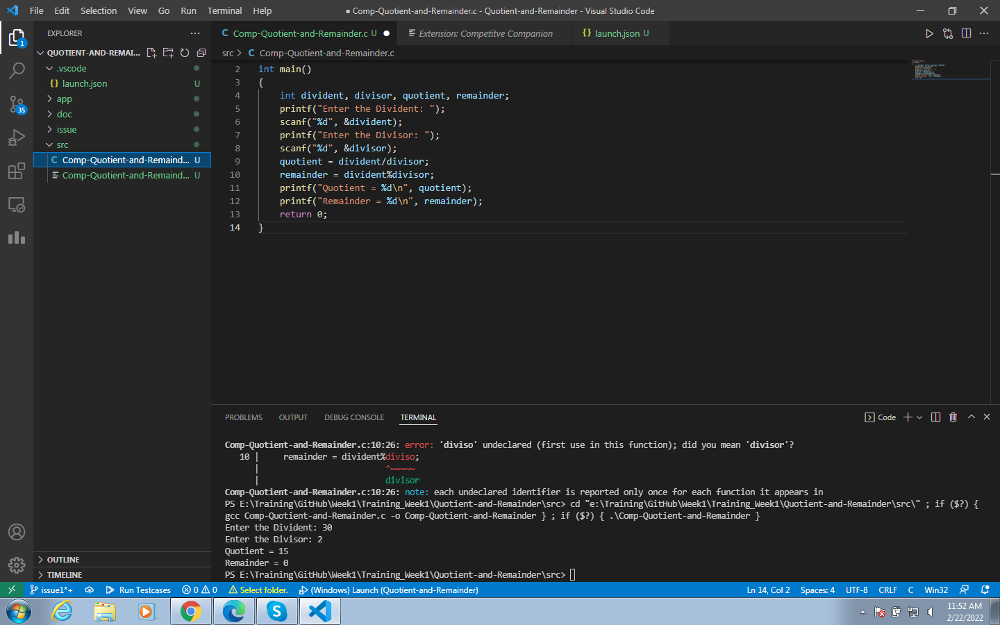 File Edit Selection View Go Run Terminal Help
● Comp-Quotient-and-Remainder.c - Quotient-and-Remainder - Visual Studio Code
EXPLORER
Comp-Quotient-and-Remainder.c U
Extension: Competitve Companion
{} launch.json U
QUOTIENT-AND-REMAI...
src > C Comp-Quotient-and-Remainder.c
.vscode
{} launch.json U
app
doc
issue
src
C Comp-Quotient-and-Remaind... U
Comp-Quotient-and-Remaind... U
1
35
2 int main()
3 {
4 int divident, divisor, quotient, remainder;
5 printf("Enter the Divident: ");
6 scanf("%d", &divident);
7 printf("Enter the Divisor: ");
8 scanf("%d", &divisor);
9 quotient = divident/divisor;
10 remainder = divident%divisor;
11 printf("Quotient = %d\n", quotient);
12 printf("Remainder = %d\n", remainder);
13 return 0;
14 }
PROBLEMS OUTPUT DEBUG CONSOLE TERMINAL
Code
Comp-Quotient-and-Remainder.c:10:26: error: 'diviso' undeclared (first use in this function); did you mean 'divisor'?
10 | remainder = divident%diviso;
| ^~~~~~
| divisor
Comp-Quotient-and-Remainder.c:10:26: note: each undeclared identifier is reported only once for each function it appears in
PS E:\Training\GitHub\Week1\Training_Week1\Quotient-and-Remainder\src> cd "e:\Training\GitHub\Week1\Training_Week1\Quotient-and-Remainder\src\" ; if ($?) {
gcc Comp-Quotient-and-Remainder.c -o Comp-Quotient-and-Remainder } ; if ($?) { .\Comp-Quotient-and-Remainder }
Enter the Divident: 30
Enter the Divisor: 2
Quotient = 15
Remainder = 0
PS E:\Training\GitHub\Week1\Training_Week1\Quotient-and-Remainder\src>
OUTLINE
TIMELINE
issue1*+ Run Testcases 0 0 Select folder. (Windows) Launch (Quotient-and-Remainder)
Ln 14, Col 2 Spaces: 4 UTF-8 CRLF C Win32
11:52 AM
2/22/2022